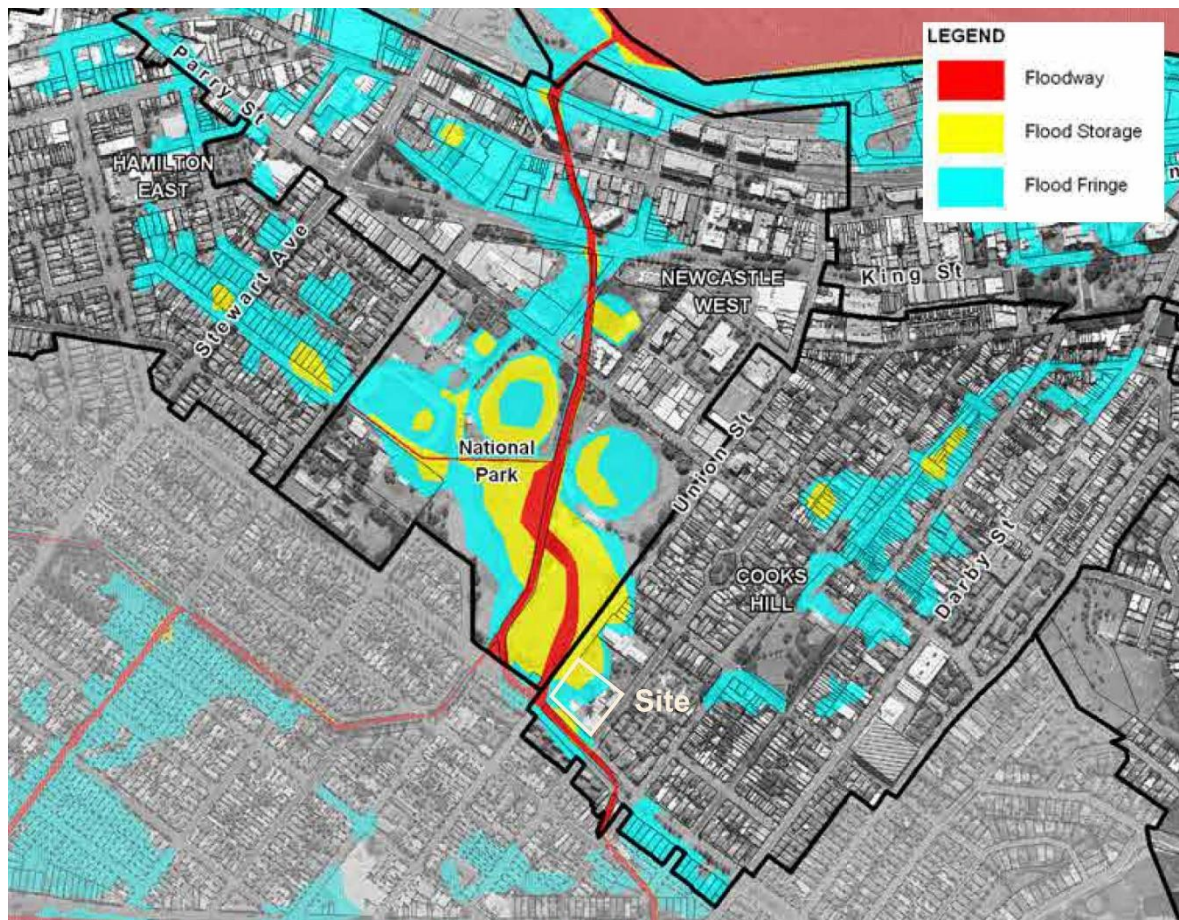 LEGEND
Floodway
Flood Storage
Flood Fringe
Parry St
HAMILTON
EAST
Stewart Ave
NEWCASTLE
WEST
King St
National
Park
Union St
COOKS
HILL
Darby St
Site